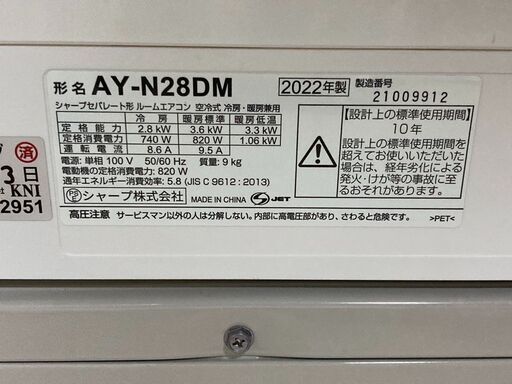 形名 AY-N28DM 2022年製 製造番号 21009912
シャープセパレート形 ルームエアコン 空冷式 冷房・暖房兼用
冷房 暖房標準 暖房低温
定格能力 2.8 kW 3.6 kW 3.3 kW
定格消費電力 740 W 820 W 1.06 kW
運転電流 8.6 A 9.5 A
電源: 単相 100 V 50/60 Hz 質量: 9 kg
電動機の定格消費電力: 820 W
通年エネルギー消費効率: 5.8 (JIS C 9612 : 2013)
シャープ株式会社 MADE IN CHINA S JET
高圧注意 サービスマン以外の人は分解しない。内部に高電圧部があり、さわると危険です。
【設計上の標準使用期間】
10年
設計上の標準使用期間を
超えてお使いいただいた
場合は、経年劣化による
発火・けが等の事故に至
るおそれがあります。
>PET<
済
3日
KNI
2951